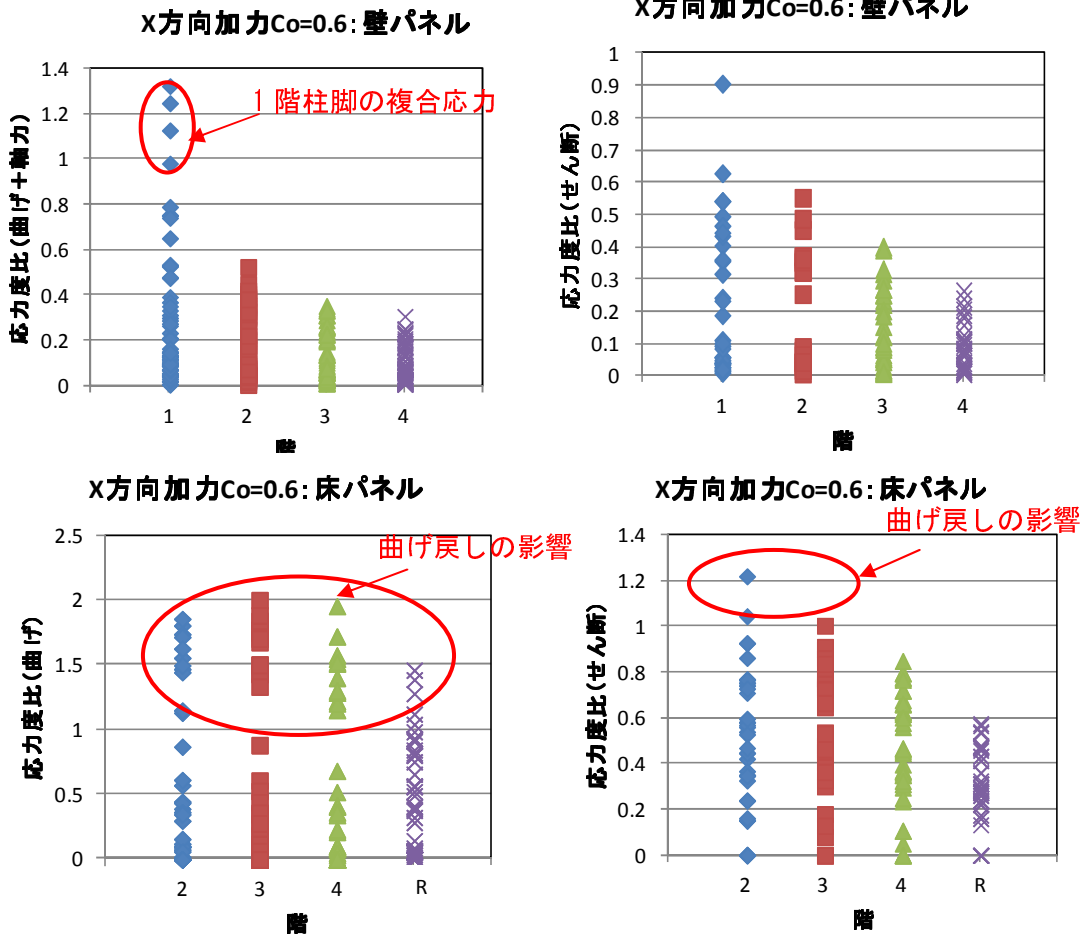 X方向加力Co=0.6：壁パネル
応力度比(曲げ＋軸力)
1.4
1.2
1
0.8
0.6
0.4
0.2
0
1階柱脚の複合応力
1 2 3 4
階
X方向加力Co=0.6：壁パネル
応力度比(せん断)
1
0.9
0.8
0.7
0.6
0.5
0.4
0.3
0.2
0.1
0
1 2 3 4
階
X方向加力Co=0.6：床パネル
応力度比(曲げ)
2.5
2
1.5
1
0.5
0
曲げ戻しの影響
2 3 4 R
階
X方向加力Co=0.6：床パネル
応力度比(せん断)
1.4
1.2
1
0.8
0.6
0.4
0.2
0
曲げ戻しの影響
2 3 4 R
階